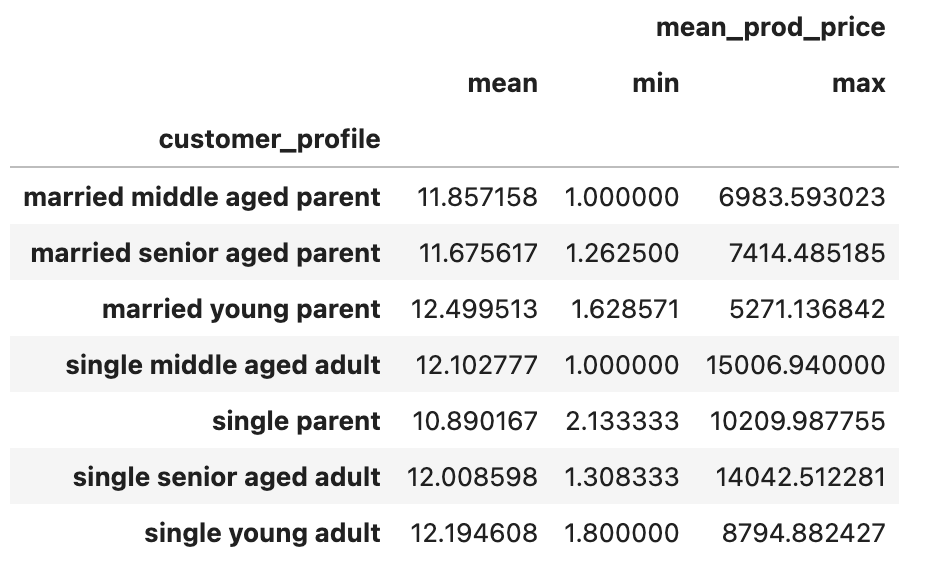 mean_prod_price
mean min max
customer_profile
married middle aged parent 11.857158 1.000000 6983.593023
married senior aged parent 11.675617 1.262500 7414.485185
married young parent 12.499513 1.628571 5271.136842
single middle aged adult 12.102777 1.000000 15006.940000
single parent 10.890167 2.133333 10209.987755
single senior aged adult 12.008598 1.308333 14042.512281
single young adult 12.194608 1.800000 8794.882427